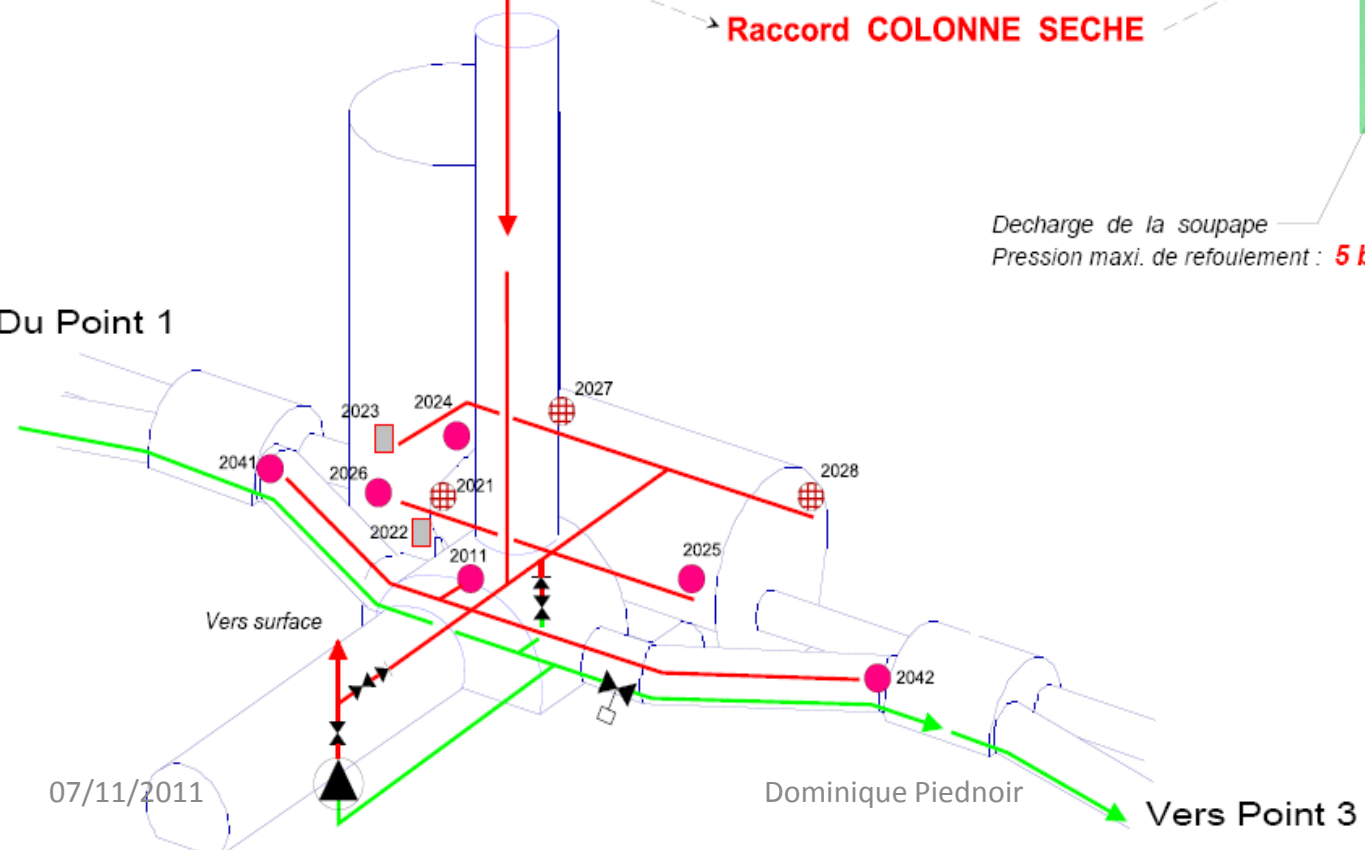 Raccord COLONNE SECHE
Decharge de la soupape
Pression maxi. de refoulement : 5 b
Du Point 1
2027
2024
2023
2041
2028
2026
2021
2022
2011
2025
Vers surface
2042
07/11/2011
Dominique Piednoir
Vers Point 3